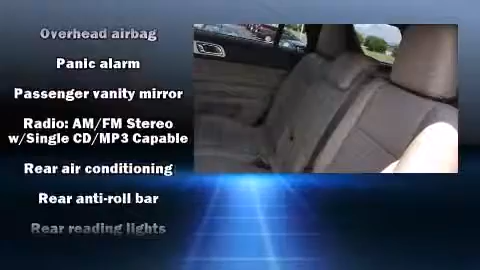 Overhead airbag
Panic alarm
Passenger vanity mirror
Radio: AM/FM Stereo
w/Single CD/MP3 Capable
Rear air conditioning
Rear anti-roll bar
Rear reading lights